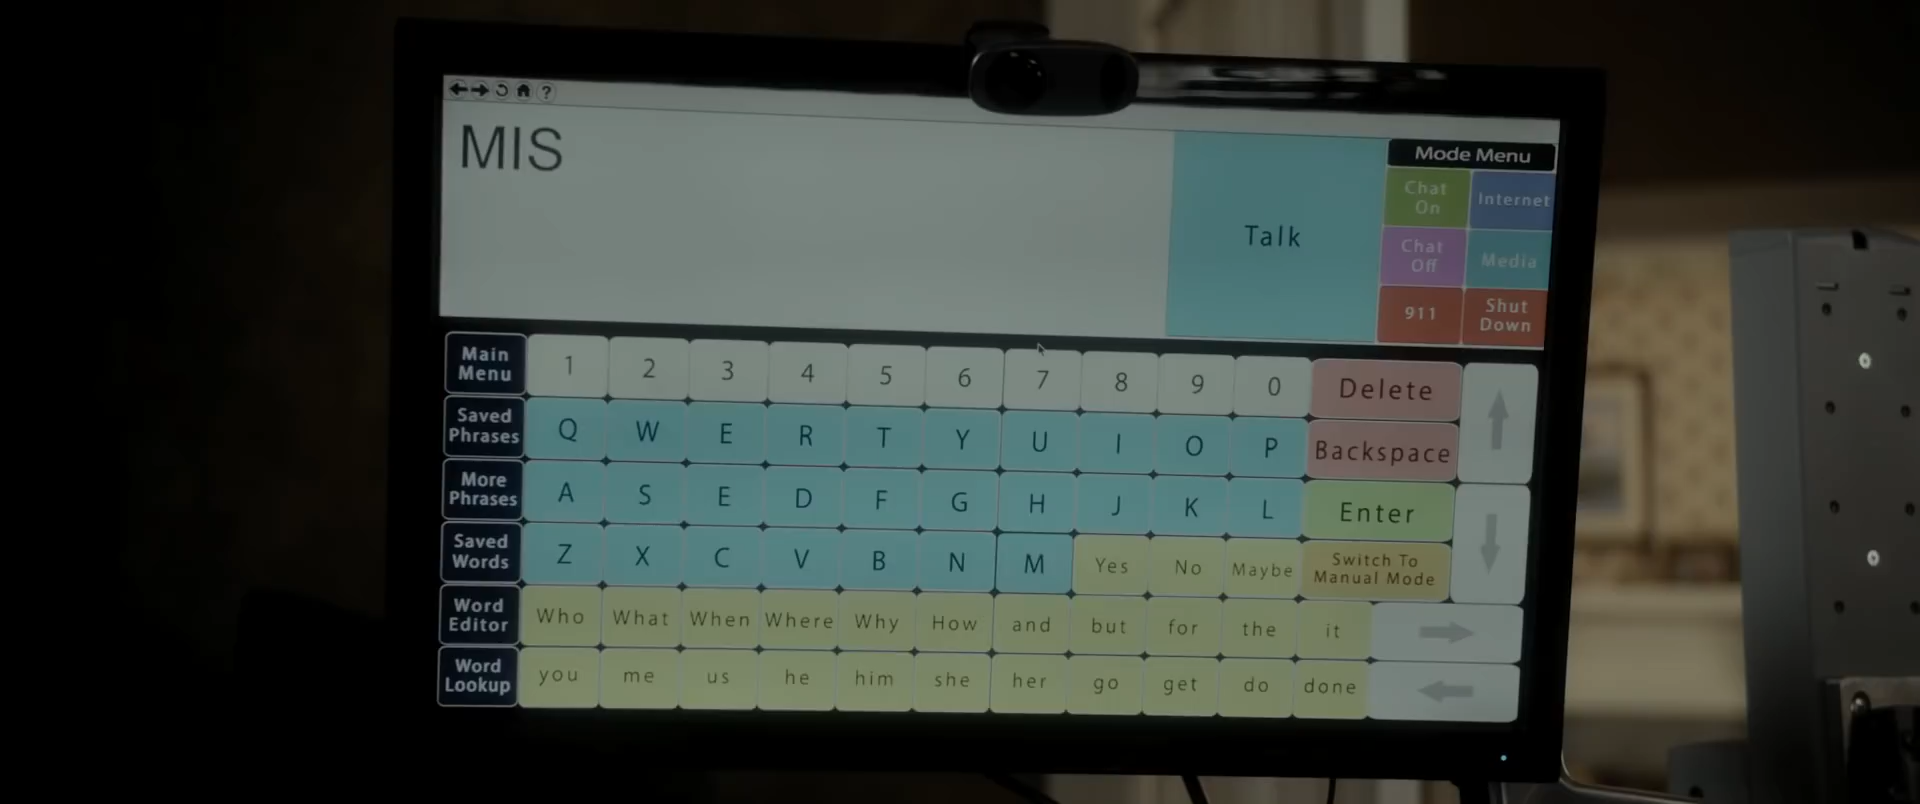 ?
MIS
Talk
Mode Menu
Chat On Internet
Chat Off Media
911 Shut Down
Main Menu 1 2 3 4 5 6 7 8 9 0 Delete
Saved Phrases Q W E R T Y U I O P Backspace
More Phrases A S E D F G H J K L Enter
Saved Words Z X C V B N M Yes No Maybe Switch To Manual Mode
Word Editor Who What When Where Why How and but for the it
Word Lookup you me us he him she her go get do done